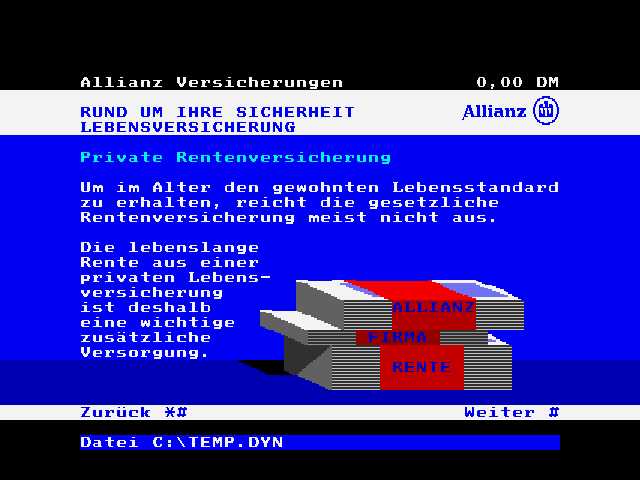 Allianz Versicherungen 0,00 DM
RUND UM IHRE SICHERHEIT Allianz
LEBENSVERSICHERUNG
Private Rentenversicherung
Um im Alter den gewohnten Lebensstandard
zu erhalten, reicht die gesetzliche
Rentenversicherung meist nicht aus.
Die lebenslange
Rente aus einer
privaten Lebens-
versicherung
ist deshalb
eine wichtige
zusätzliche
Versorgung.
ALLIANZ
FIRMA
RENTE
Zurück *# Weiter #
Datei C:\TEMP.DYN